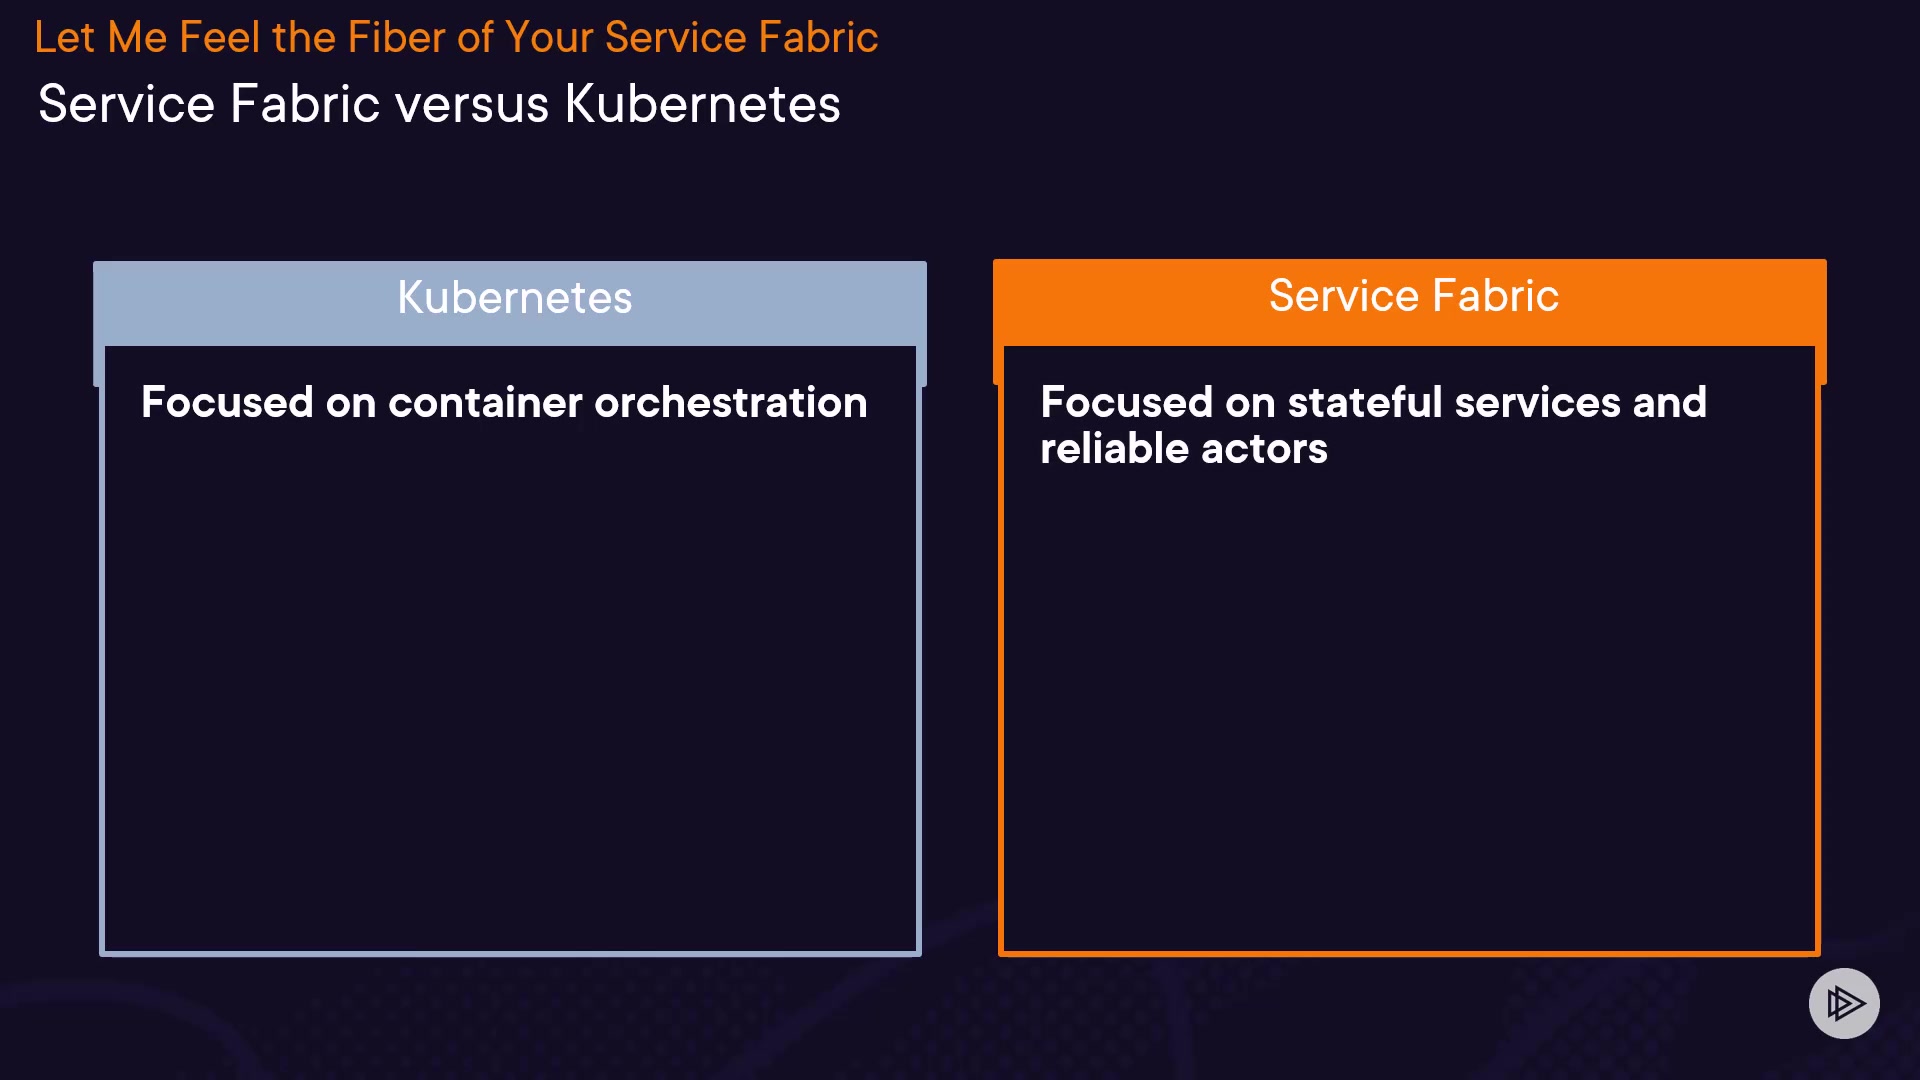 Let Me Feel the Fiber of Your Service Fabric
Service Fabric versus Kubernetes
Kubernetes
Focused on container orchestration
Service Fabric
Focused on stateful services and
reliable actors